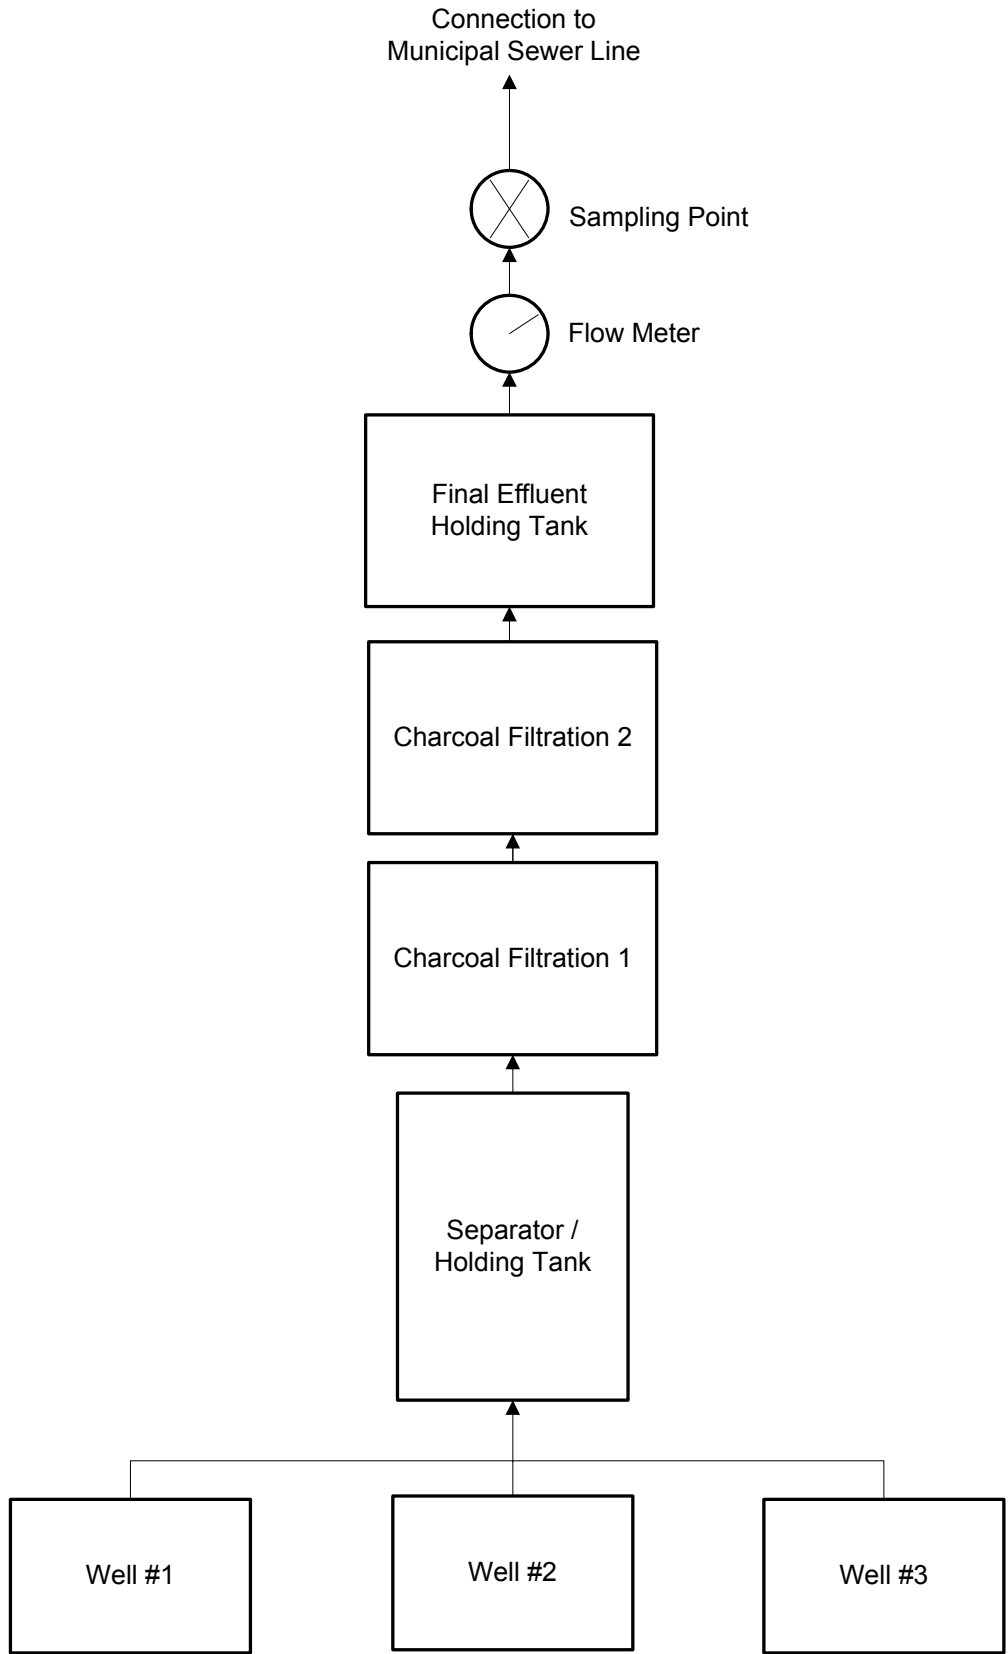 Connection to
Municipal Sewer Line
Sampling Point
Flow Meter
Final Effluent
Holding Tank
Charcoal Filtration 2
Charcoal Filtration 1
Separator /
Holding Tank
Well #1
Well #2
Well #3